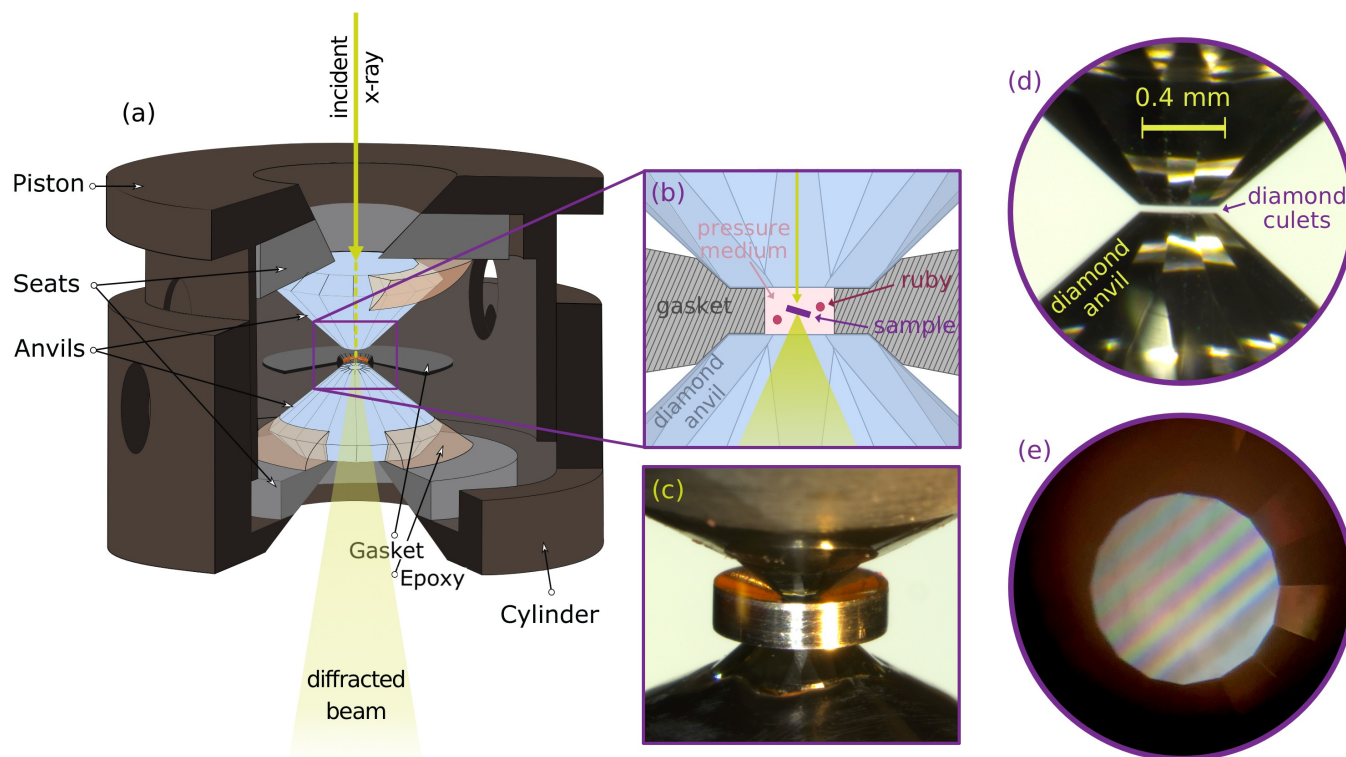 (a)
incident
x-ray
Piston
Seats
Anvils
Gasket
Epoxy
Cylinder
diffracted
beam
(b)
pressure
medium
gasket
ruby
sample
diamond
anvil
(c)
(d)
0.4 mm
diamond
culets
diamond
anvil
(e)